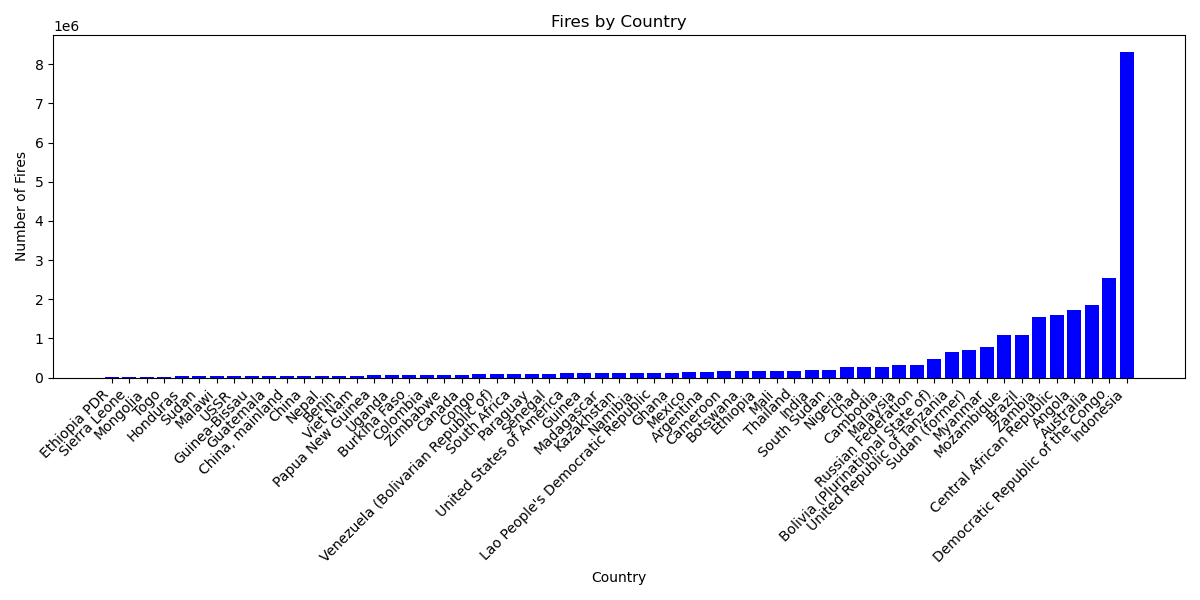 Fires by Country
1e6
Number of Fires
8
7
6
5
4
3
2
1
0
Ethiopia PDR
Sierra Leone
Mongolia
Togo
Honduras
Sudan
Malawi
USSR
Guinea-Bissau
Guatemala
China, mainland
China
Nepal
Benin
Viet Nam
Papua New Guinea
Uganda
Burkina Faso
Colombia
Zimbabwe
Canada
Congo
Venezuela (Bolivarian Republic of)
South Africa
Paraguay
Senegal
United States of America
Guinea
Madagascar
Kazakhstan
Namibia
Lao People's Democratic Republic
Ghana
Mexico
Argentina
Cameroon
Botswana
Ethiopia
Mali
Thailand
India
South Sudan
Nigeria
Chad
Cambodia
Malaysia
Russian Federation
Bolivia (Plurinational State of)
United Republic of Tanzania
Sudan (former)
Myanmar
Mozambique
Brazil
Zambia
Central African Republic
Angola
Australia
Democratic Republic of the Congo
Indonesia
Country